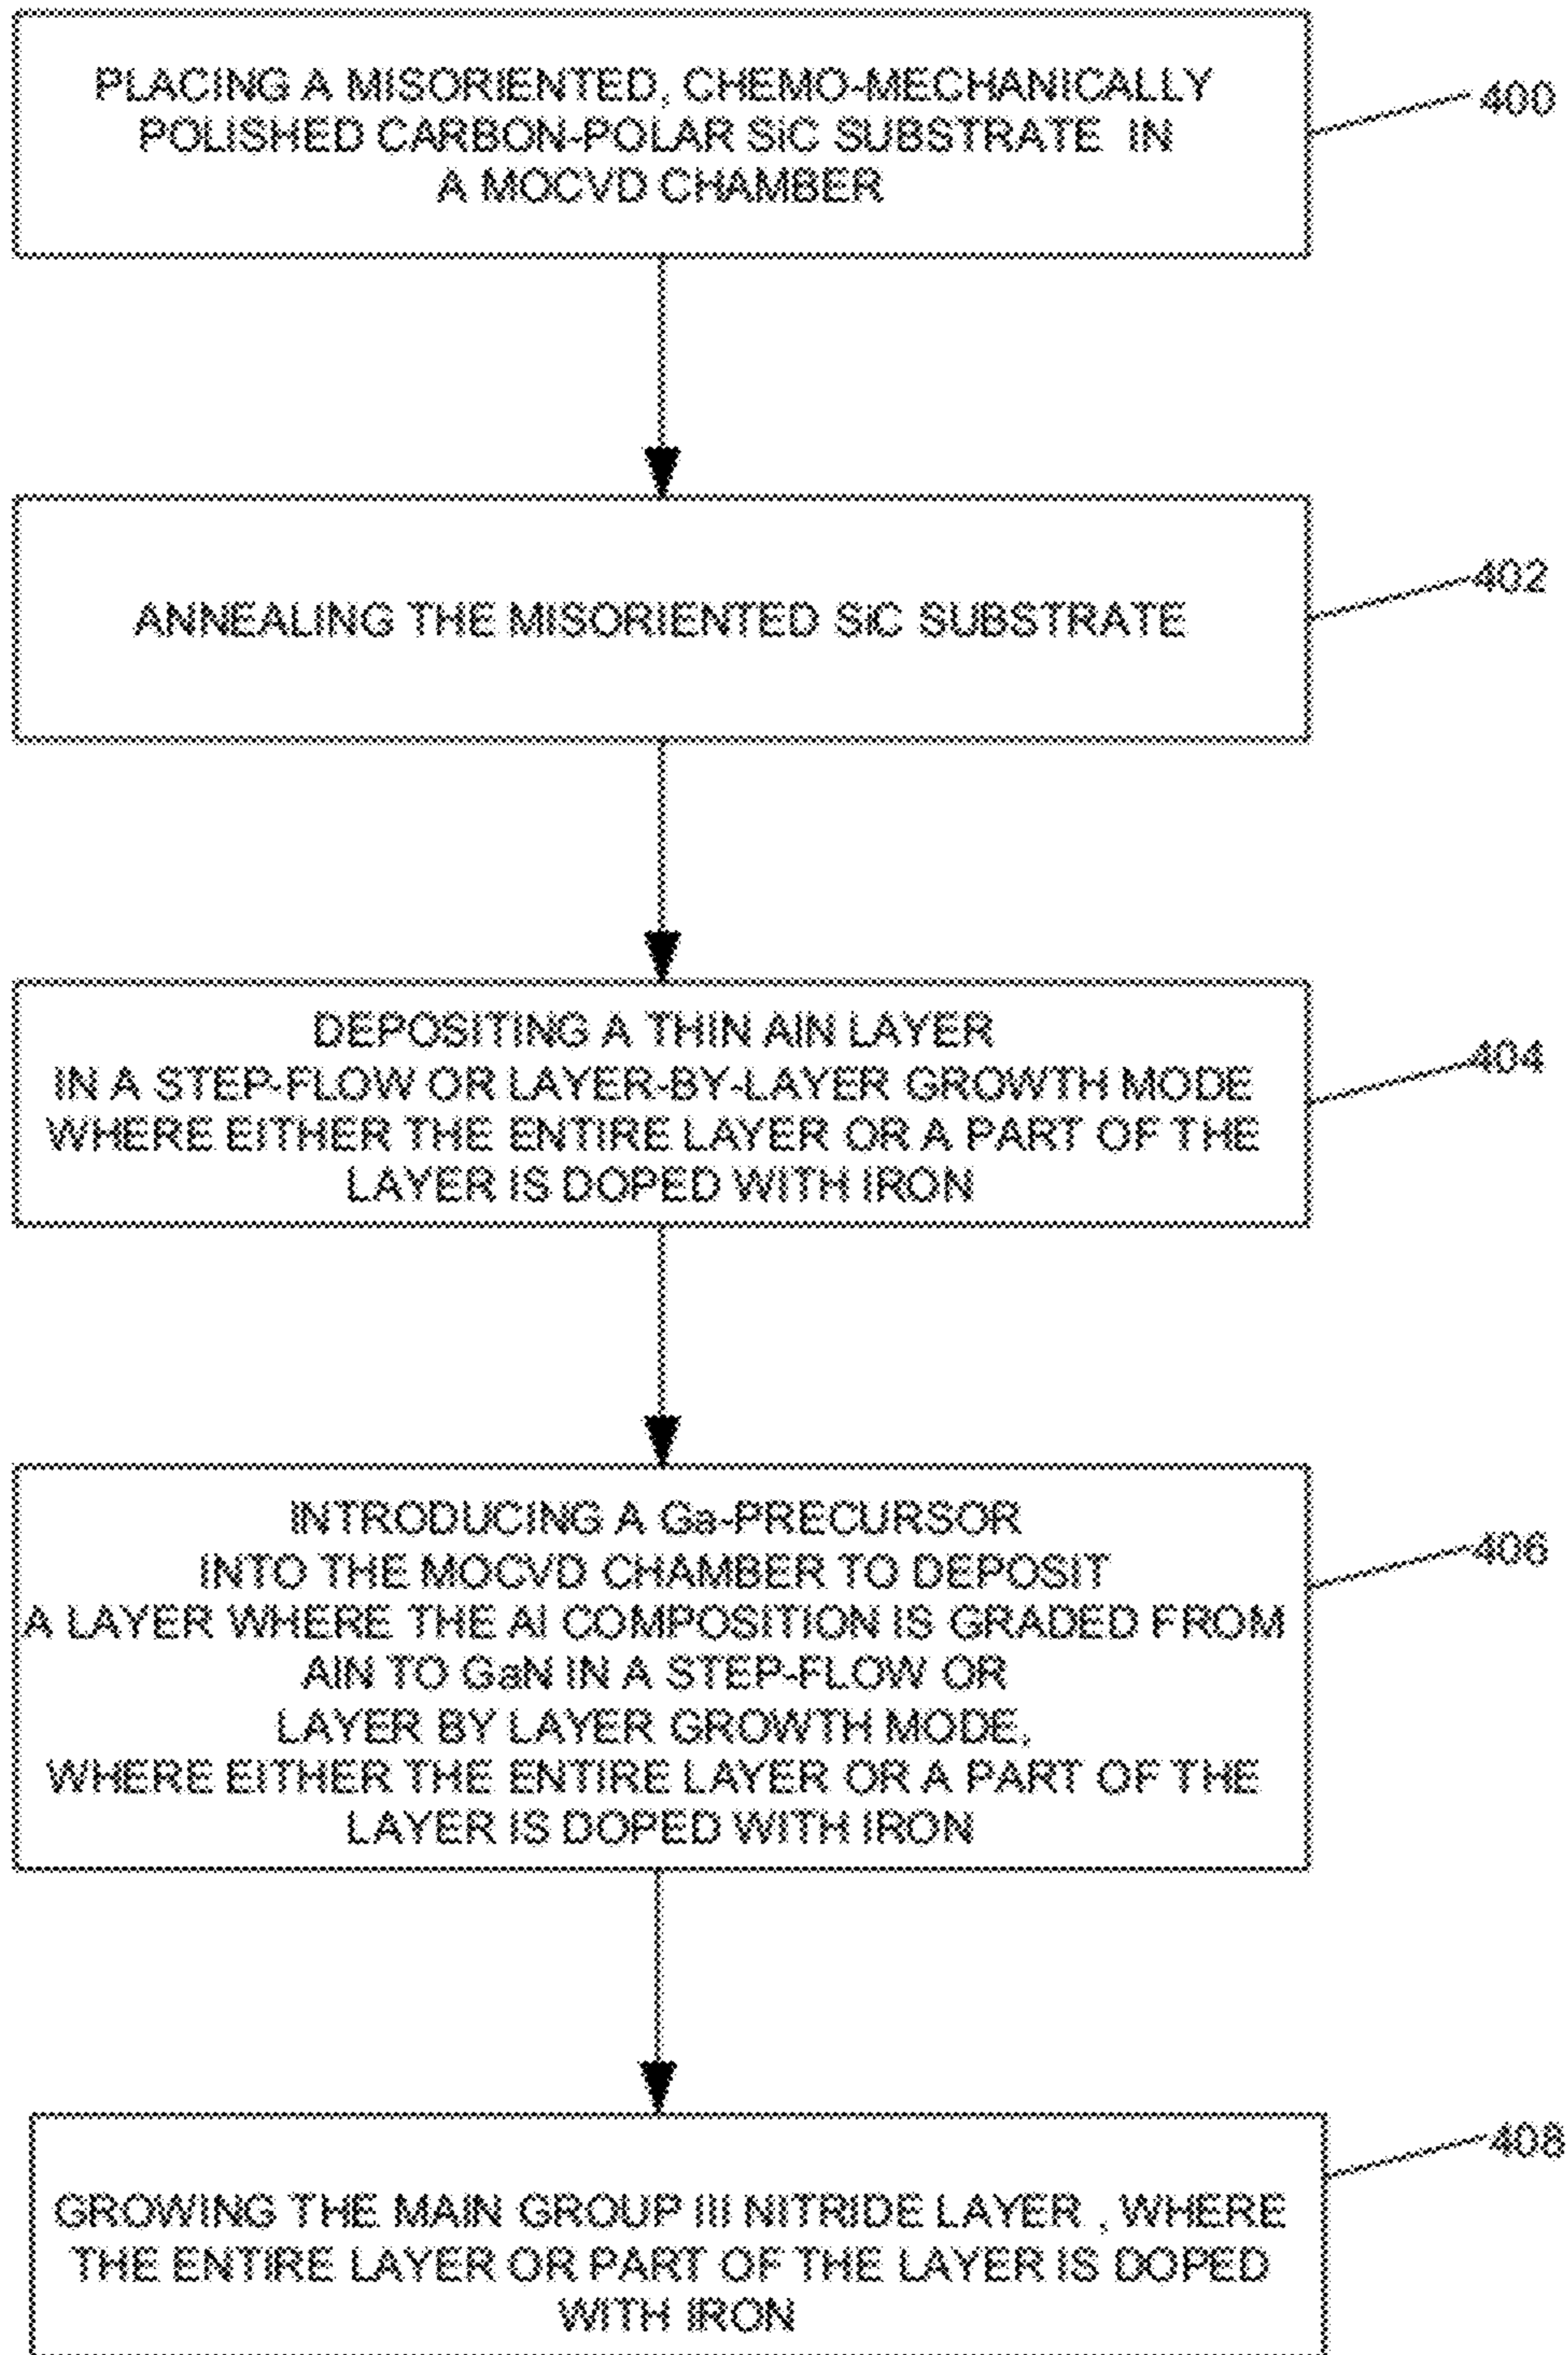 PLACING A MISORIENTED, CHEMO-MECHANICALLY
POLISHED CARBON-POLAR SiC SUBSTRATE IN
A MOCVD CHAMBER
400
ANNEALING THE MISORIENTED SiC SUBSTRATE
402
DEPOSITING A THIN AlN LAYER
IN A STEP-FLOW OR LAYER-BY-LAYER GROWTH MODE
WHERE EITHER THE ENTIRE LAYER OR A PART OF THE
LAYER IS DOPED WITH IRON
404
INTRODUCING A Ga-PRECURSOR
INTO THE MOCVD CHAMBER TO DEPOSIT
A LAYER WHERE THE Al COMPOSITION IS GRADED FROM
AlN TO GaN IN A STEP-FLOW OR
LAYER BY LAYER GROWTH MODE,
WHERE EITHER THE ENTIRE LAYER OR A PART OF THE
LAYER IS DOPED WITH IRON
406
GROWING THE MAIN GROUP III NITRIDE LAYER , WHERE
THE ENTIRE LAYER OR PART OF THE LAYER IS DOPED
WITH IRON
408